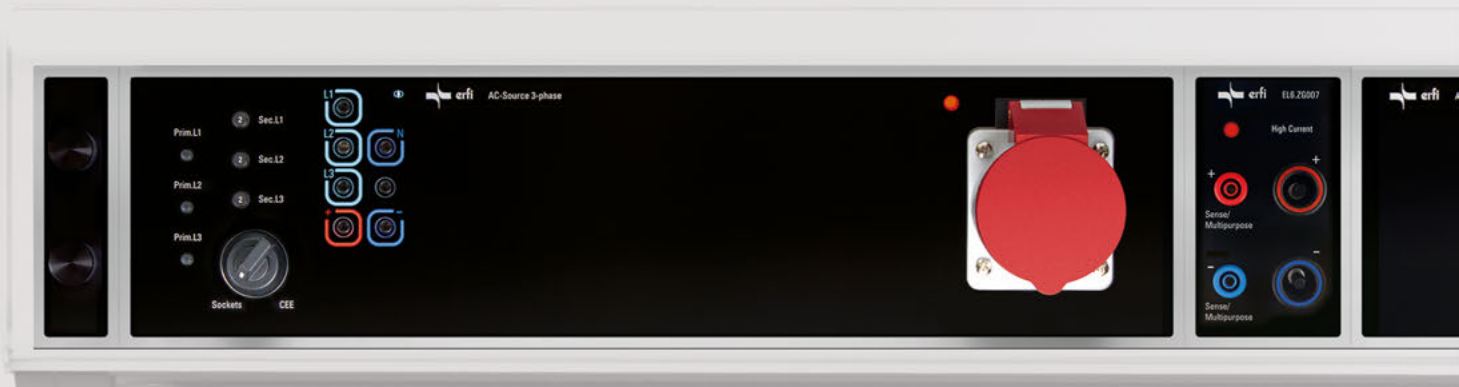 erfi AC-Source 3-phase
L1
L2
N
L3
+
-
Prim.L1
Prim.L2
Prim.L3
2 Sec.L1
2 Sec.L2
2 Sec.L3
Sockets CEE
erfi EL6.ZG007
High Current
+
+
Sense/
Multipurpose
-
-
Sense/
Multipurpose
erfi A